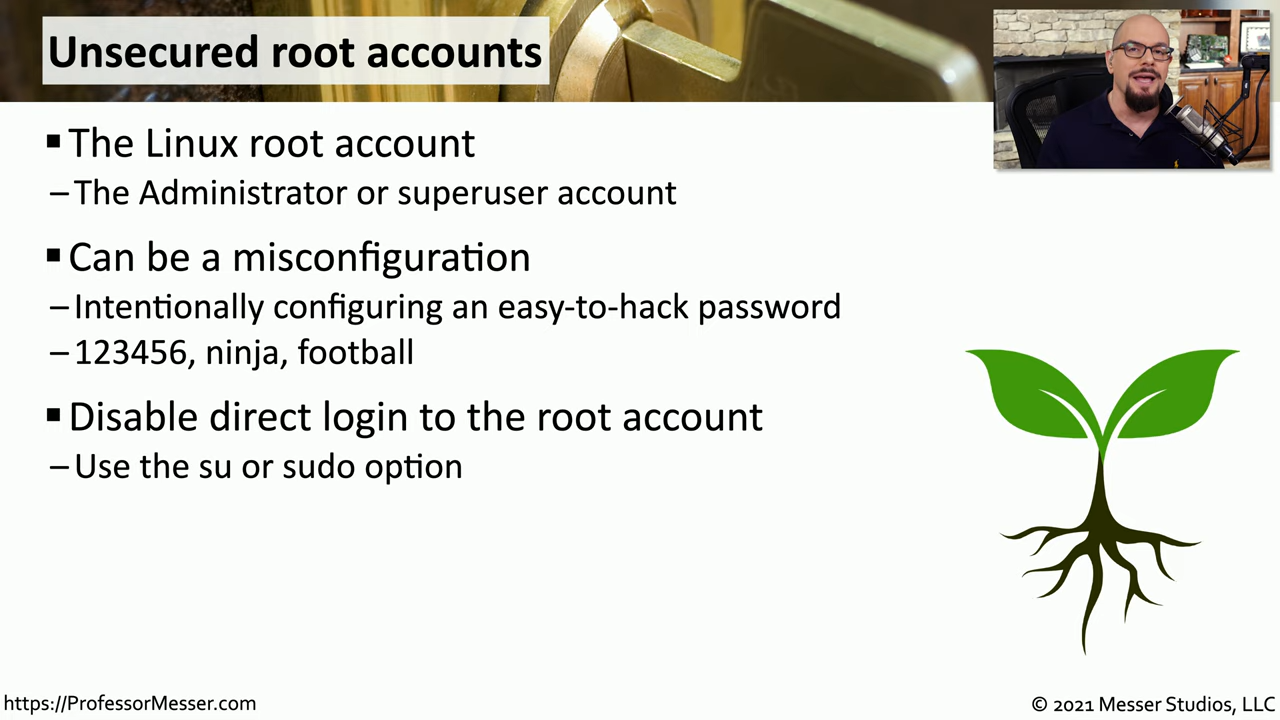 Unsecured root accounts
▪ The Linux root account
– The Administrator or superuser account
▪ Can be a misconfiguration
– Intentionally configuring an easy-to-hack password
– 123456, ninja, football
▪ Disable direct login to the root account
– Use the su or sudo option
https://ProfessorMesser.com
© 2021 Messer Studios, LLC